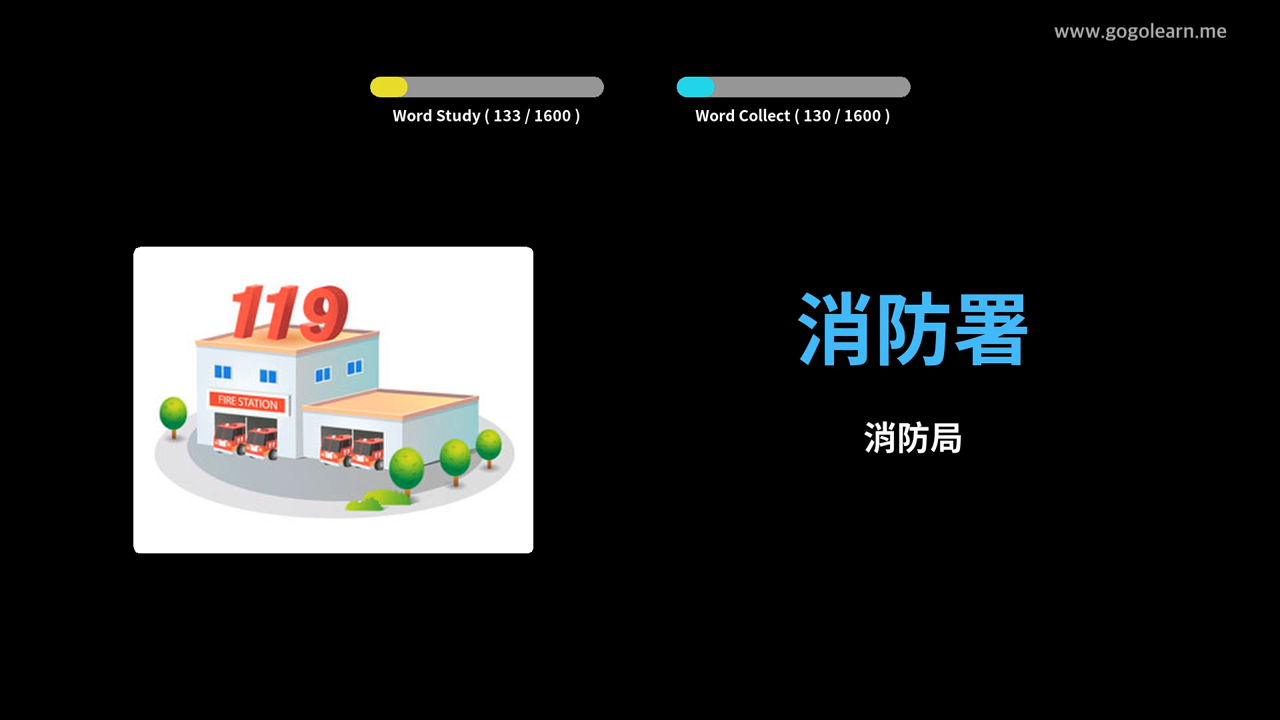 www.gogolearn.me
Word Study ( 133 / 1600 )
Word Collect ( 130 / 1600 )
119
FIRE STATION
消防署
消防局